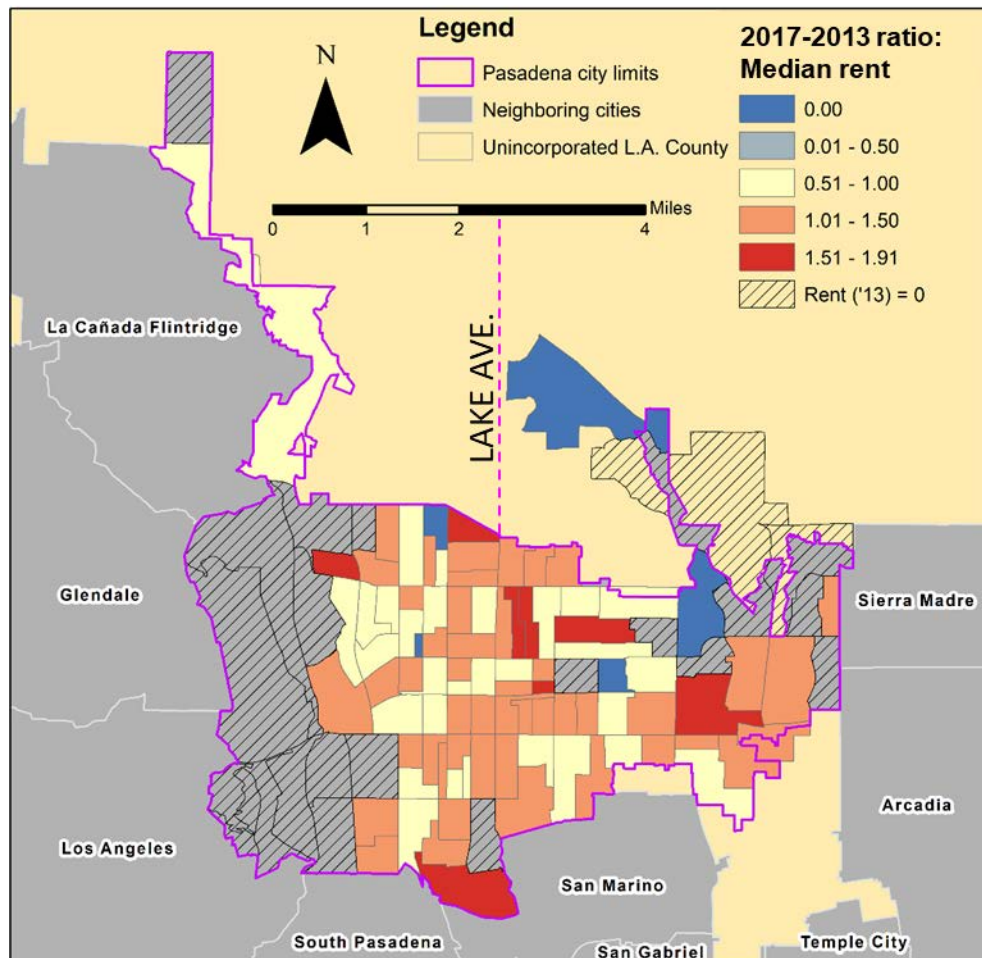 Legend
N
Pasadena city limits
Neighboring cities
Unincorporated L.A. County
2017-2013 ratio:
Median rent
0.00
0.01 - 0.50
0.51 - 1.00
1.01 - 1.50
1.51 - 1.91
Rent ('13) = 0
Miles
0 1 2 4
La Cañada Flintridge
LAKE AVE.
Glendale
Sierra Madre
Los Angeles
Arcadia
San Marino
South Pasadena
San Gabriel
Temple City